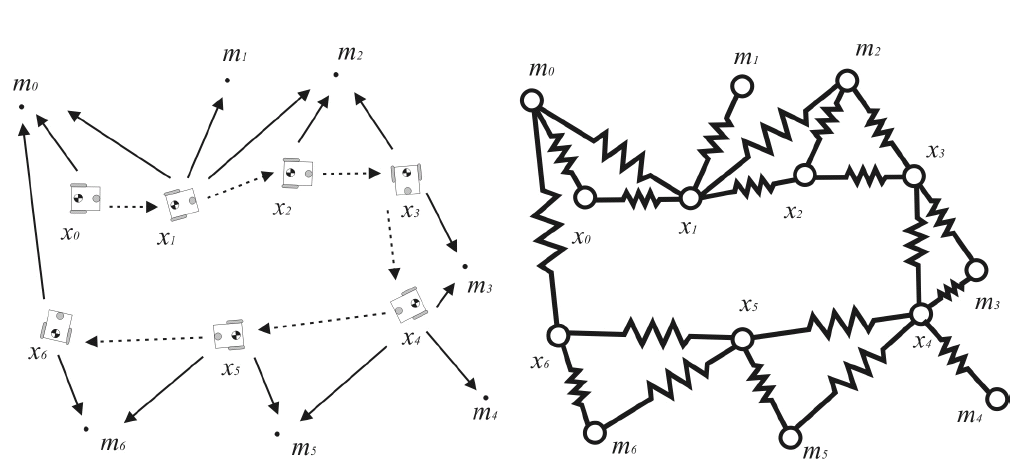 m₁
m₂
m₀
x₀
x₁
x₂
x₃
m₃
x₆
x₅
x₄
m₆
m₅
m₄
m₀
m₁
m₂
x₃
x₀
x₁
x₂
m₃
x₅
x₆
x₄
m₆
m₅
m₄